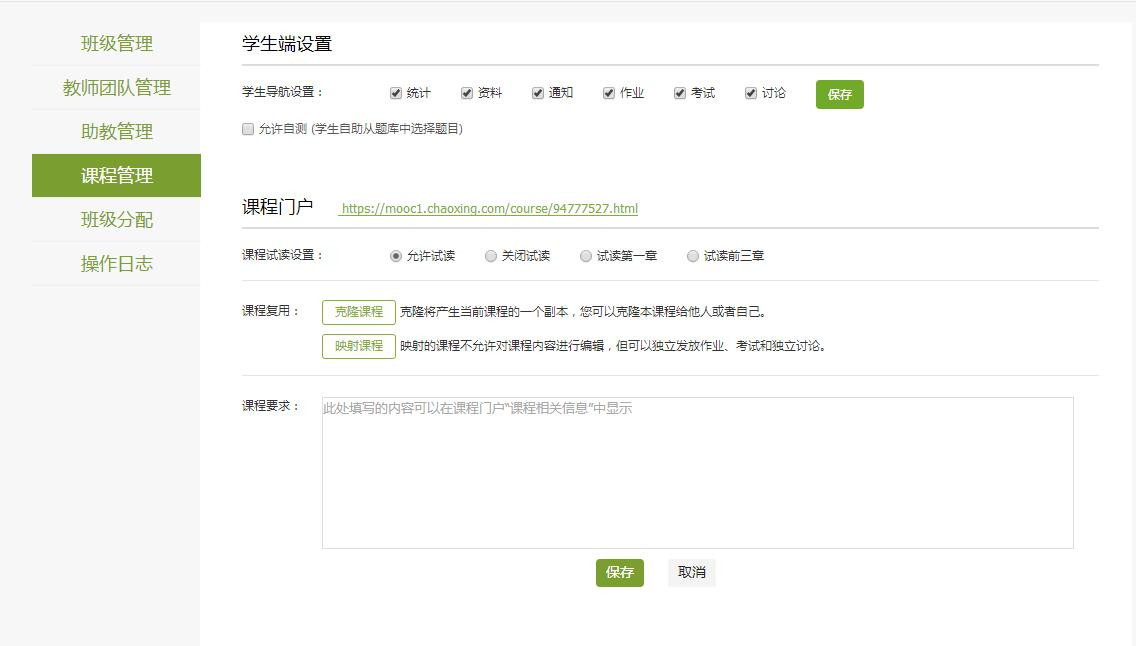 班级管理
教师团队管理
助教管理
课程管理
班级分配
操作日志
学生端设置
学生导航设置： 统计 资料 通知 作业 考试 讨论 保存
允许自测 (学生自助从题库中选择题目)
课程门户 https://mooc1.chaoxing.com/course/94777527.html
课程试读设置： 允许试读 关闭试读 试读第一章 试读前三章
课程复用： 克隆课程 克隆将产生当前课程的一个副本，您可以克隆本课程给他人或者自己。
映射课程 映射的课程不允许对课程内容进行编辑，但可以独立发放作业、考试和独立讨论。
课程要求： 此处填写的内容可以在课程门户“课程相关信息”中显示
保存 取消